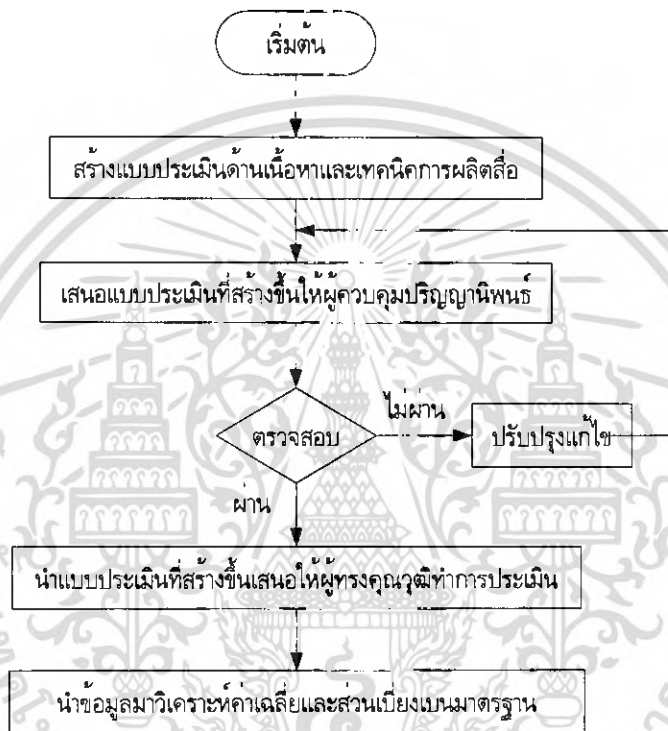 เริ่มต้น
สร้างแบบประเมินด้านเนื้อหาและเทคนิคการผลิตสื่อ
เสนอแบบประเมินที่สร้างขึ้นให้ผู้ควบคุมปริญญานิพนธ์
ตรวจสอบ
ไม่ผ่าน
ปรับปรุงแก้ไข
ผ่าน
นำแบบประเมินที่สร้างขึ้นเสนอให้ผู้ทรงคุณวุฒิทำการประเมิน
นำข้อมูลมาวิเคราะห์ค่าเฉลี่ยและส่วนเบี่ยงเบนมาตรฐาน